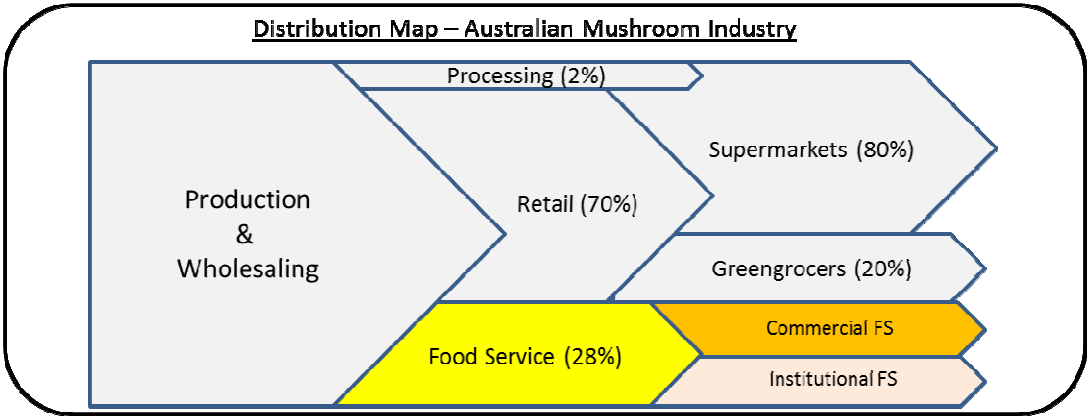 Distribution Map – Australian Mushroom Industry
Processing (2%)
Production
&
Wholesaling
Retail (70%)
Supermarkets (80%)
Greengrocers (20%)
Food Service (28%)
Commercial FS
Institutional FS